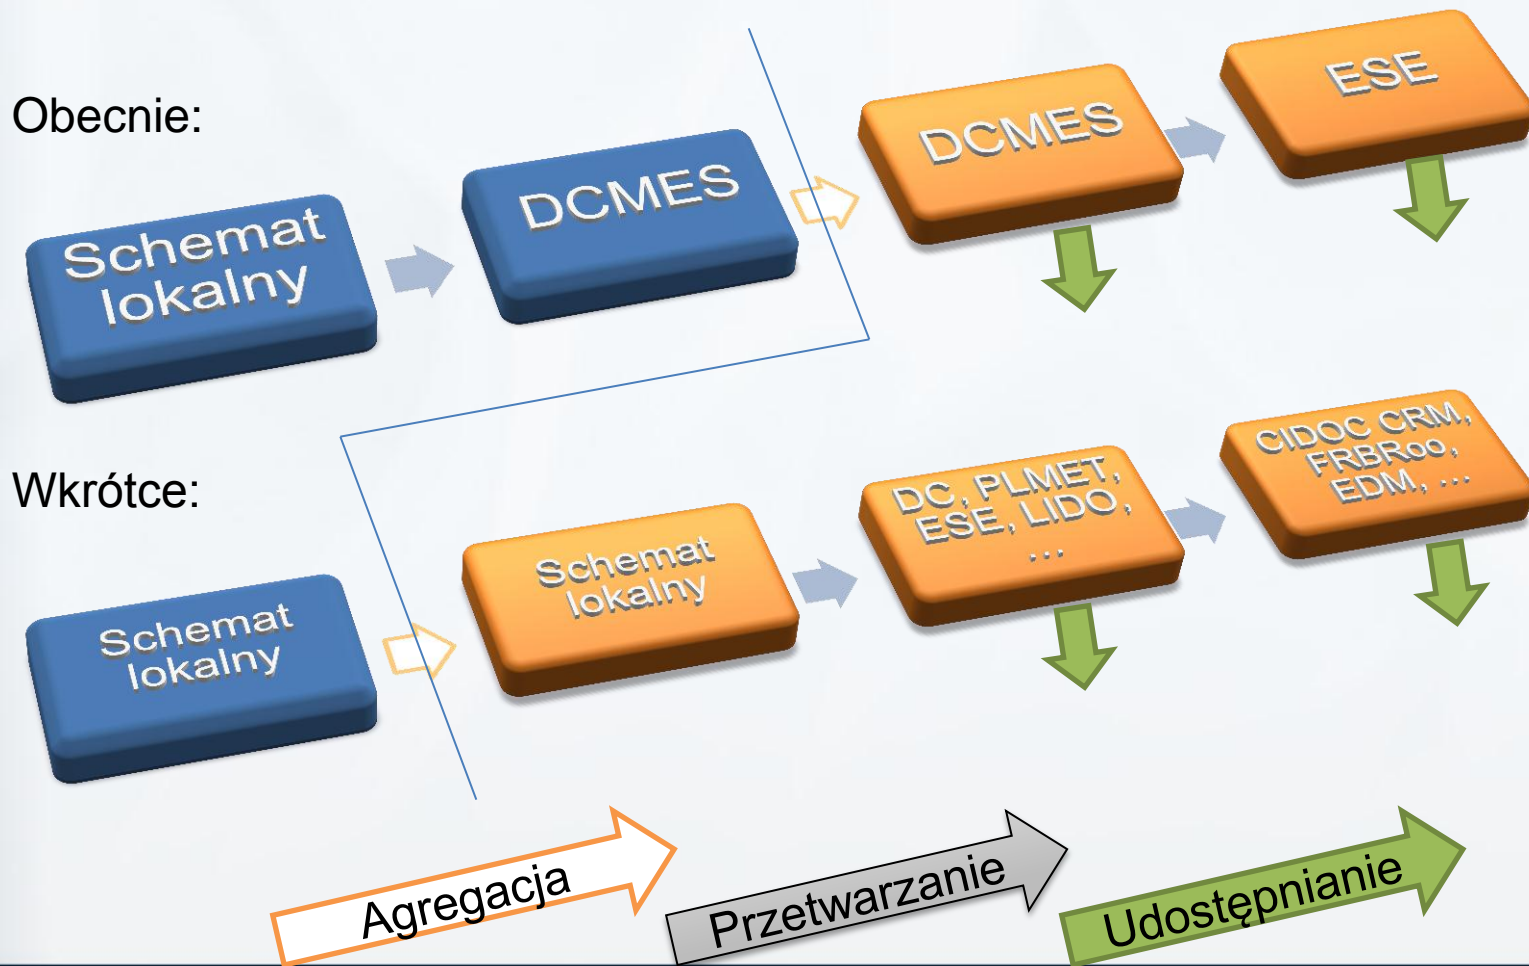 Obecnie:
Schemat
lokalny
DCMES
DCMES
ESE
Wkrótce:
Schemat
lokalny
Schemat
lokalny
DC, PLMET,
ESE, LIDO,
...
CIDOC CRM,
FRBRoo,
EDM, ...
Agregacja
Przetwarzanie
Udostępnianie